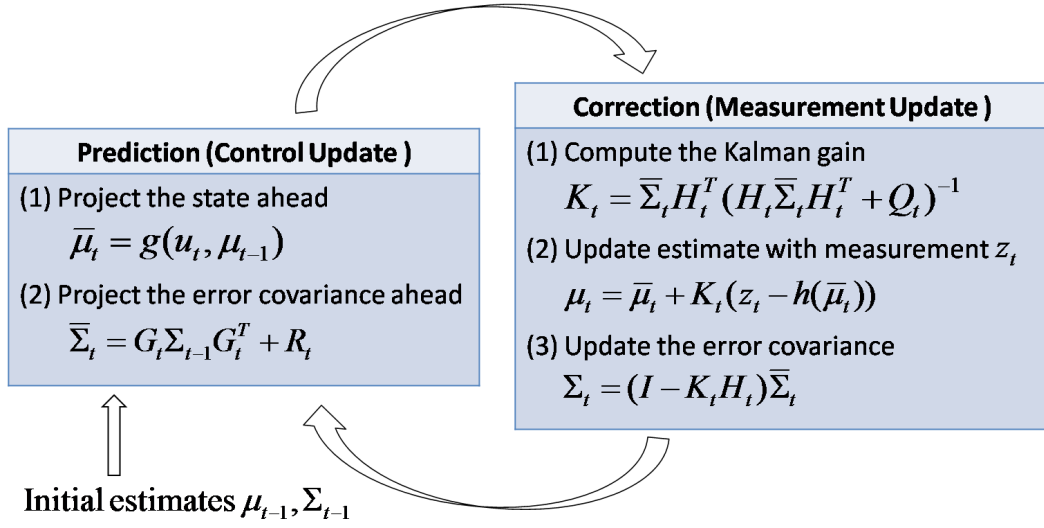 Prediction (Control Update )
(1) Project the state ahead
μ̅ₜ = g(uₜ, μₜ₋₁)
(2) Project the error covariance ahead
Σ̅ₜ = GₜΣₜ₋₁Gₜᵀ + Rₜ
Initial estimates μₜ₋₁, Σₜ₋₁
Correction (Measurement Update )
(1) Compute the Kalman gain
Kₜ = Σ̅ₜHₜᵀ(HₜΣ̅ₜHₜᵀ + Qₜ)⁻¹
(2) Update estimate with measurement zₜ
μₜ = μ̅ₜ + Kₜ(zₜ − h(μ̅ₜ))
(3) Update the error covariance
Σₜ = (I − KₜHₜ)Σ̅ₜ